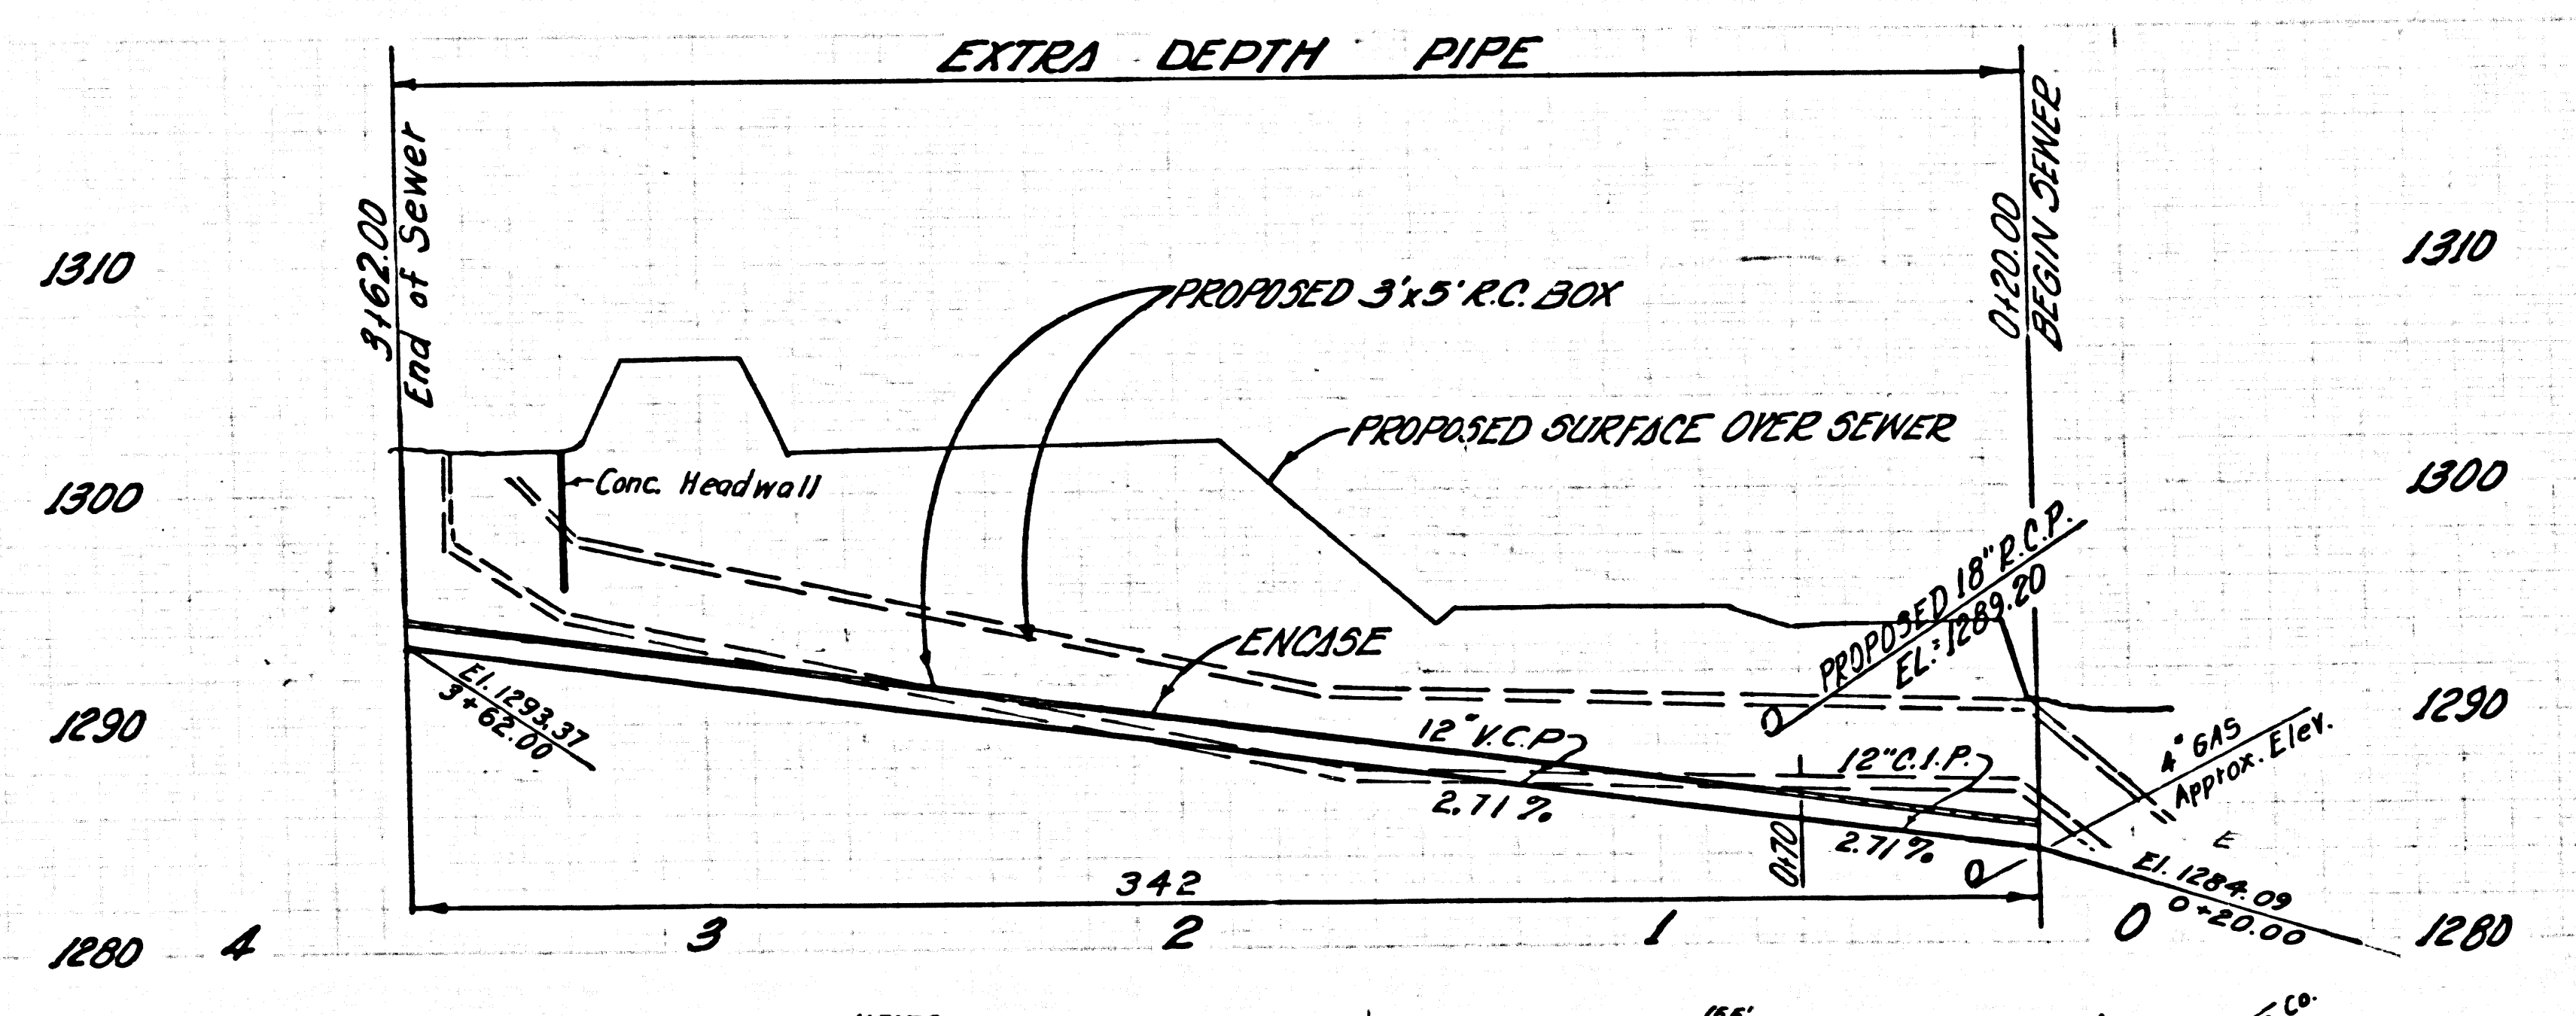 EXTRA DEPTH PIPE
3+62.00
End of Sewer
0+20.00
BEGIN SEWER
1310
1310
PROPOSED 3'x5' R.C. BOX
PROPOSED SURFACE OVER SEWER
Conc. Headwall
1300
1300
PROPOSED 18" R.C.P.
EL.=1289.20
ENCASE
El. 1293.37
3+62.00
1290
1290
12" V.C.P.
2.71%
12" C.I.P.
2.71%
0+70
4" GAS
Approx. Elev.
E
El. 1284.09
0+20.00
342
1280
4
3
2
1
0
1280
155'
Co.